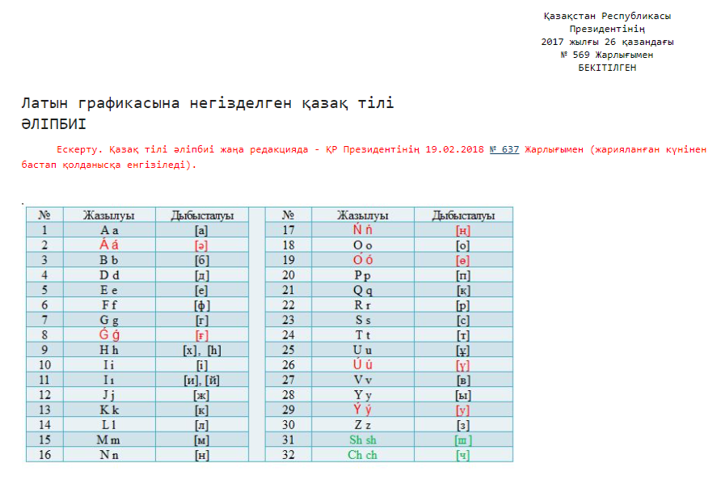 Қазақстан Республикасы
Президентінің
2017 жылғы 26 қазандағы
№ 569 Жарлығымен
БЕКІТІЛГЕН
Латын графикасына негізделген қазақ тілі
ӘЛІПБИІ
Ескерту. Қазақ тілі әліпбиі жаңа редакцияда - ҚР Президентінің 19.02.2018 № 637 Жарлығымен (жарияланған күнінен
бастап қолданысқа енгізіледі).
№ Жазылуы Дыбысталуы № Жазылуы Дыбысталуы
1 A a [а] 17 Ń ń [ң]
2 Á á [ә] 18 O o [о]
3 B b [б] 19 Ó ó [ө]
4 D d [д] 20 P p [п]
5 E e [е] 21 Q q [қ]
6 F f [ф] 22 R r [р]
7 G g [г] 23 S s [с]
8 Ǵ ǵ [ғ] 24 T t [т]
9 H h [х], [һ] 25 U u [ұ]
10 I i [і] 26 Ú ú [ү]
11 I ı [и], [й] 27 V v [в]
12 J j [ж] 28 Y y [ы]
13 K k [к] 29 Ý ý [у]
14 L l [л] 30 Z z [з]
15 M m [м] 31 Sh sh [ш]
16 N n [н] 32 Ch ch [ч]